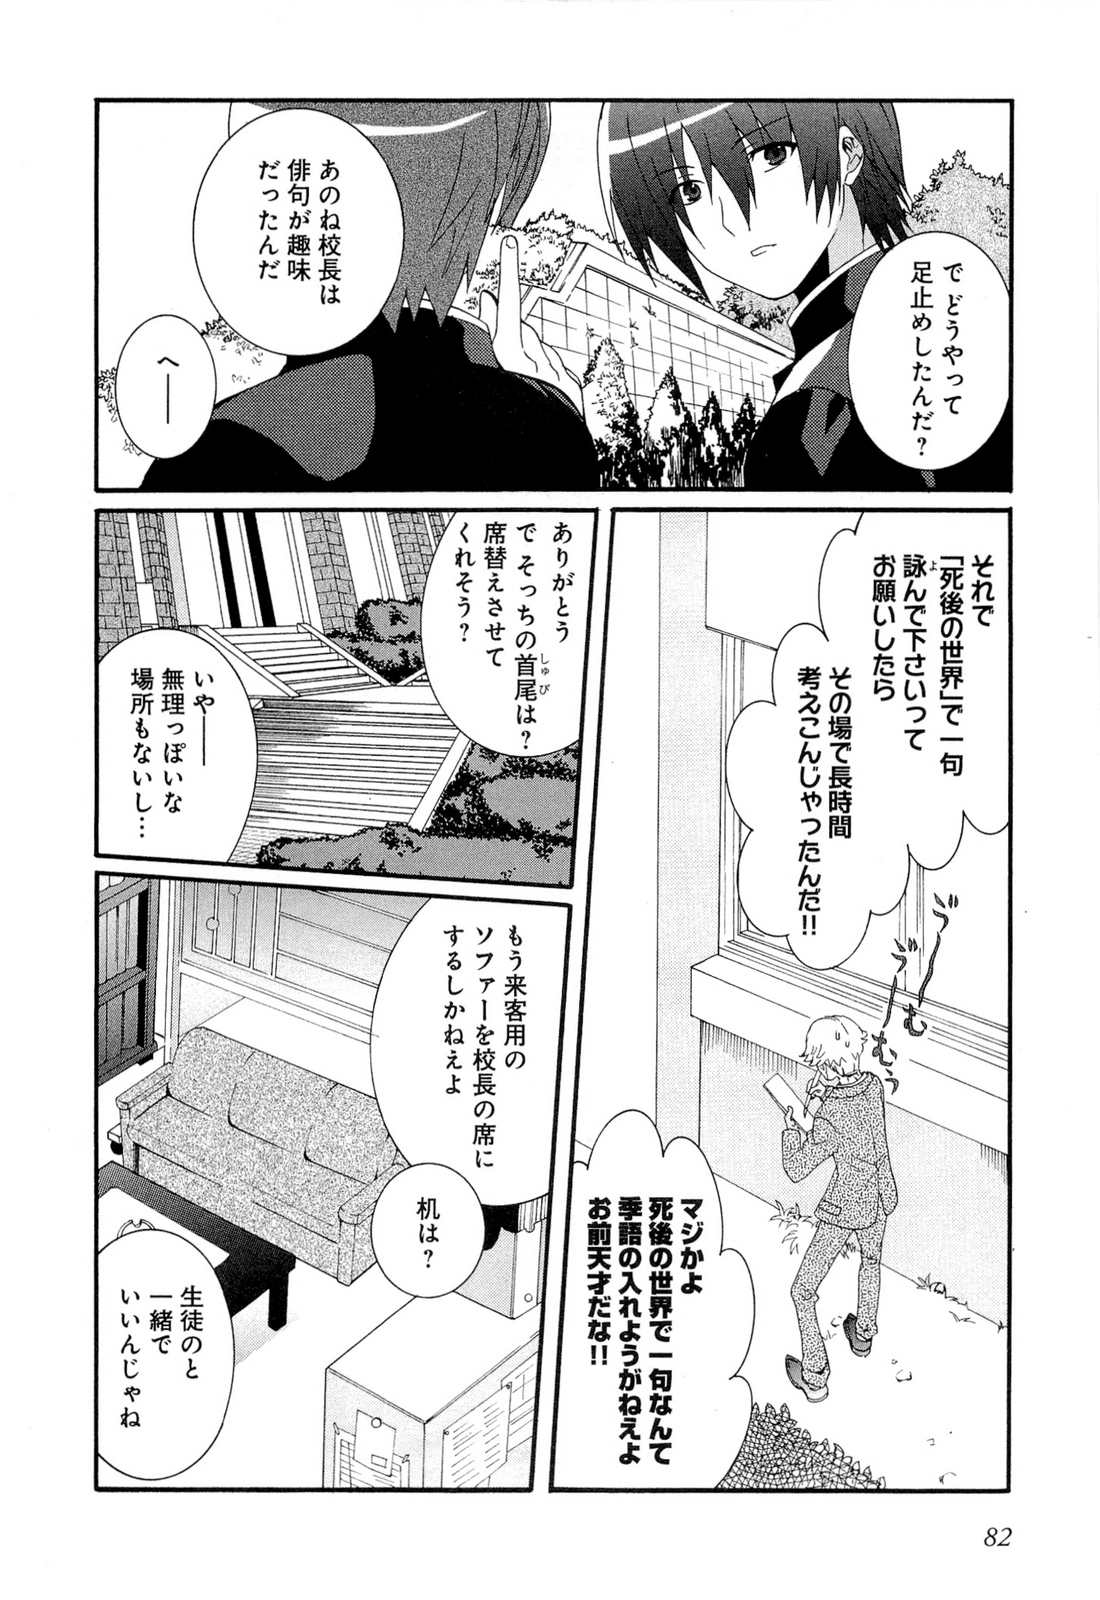 で どうやって
足止めしたんだ？
あのね校長は
俳句が趣味
だったんだ
へ――
それで
「死後の世界」で一句
詠んで下さいって
お願いしたら
その場で長時間
考えこんじゃったんだ!!
う゛ーむ
う゛ーむぅ
マジかよ
死後の世界で一句なんて
季語の入れようがねえよ
お前天才だな!!
ありがとう
で そっちの首尾は？
席替えさせて
くれそう？
いや――
無理っぽいな
場所もないし…
もう来客用の
ソファーを校長の席に
するしかねえよ
机は？
生徒のと
一緒で
いいんじゃね
82